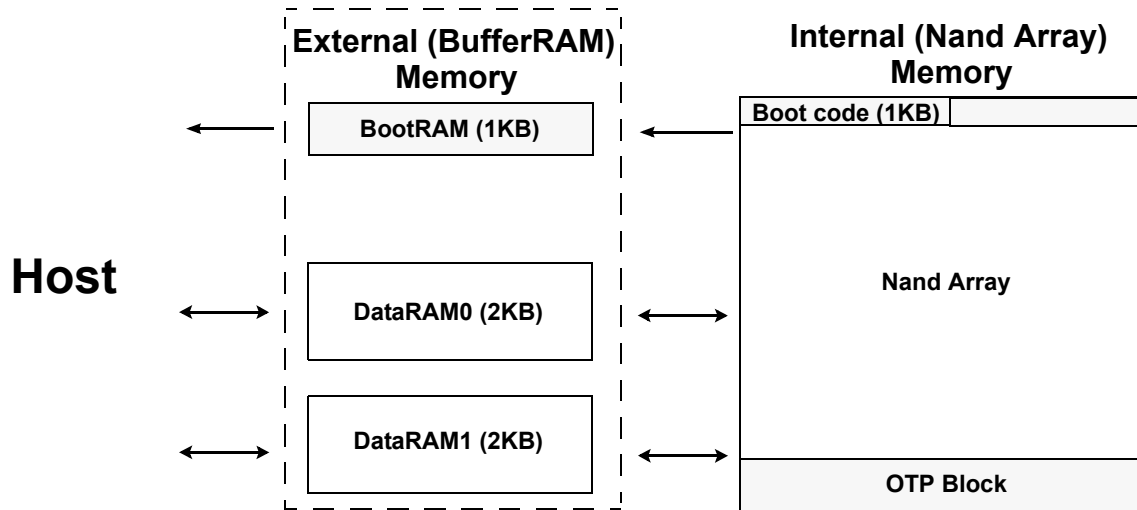 External (BufferRAM)
Memory
Internal (Nand Array)
Memory
BootRAM (1KB)
Boot code (1KB)
Host
DataRAM0 (2KB)
Nand Array
DataRAM1 (2KB)
OTP Block